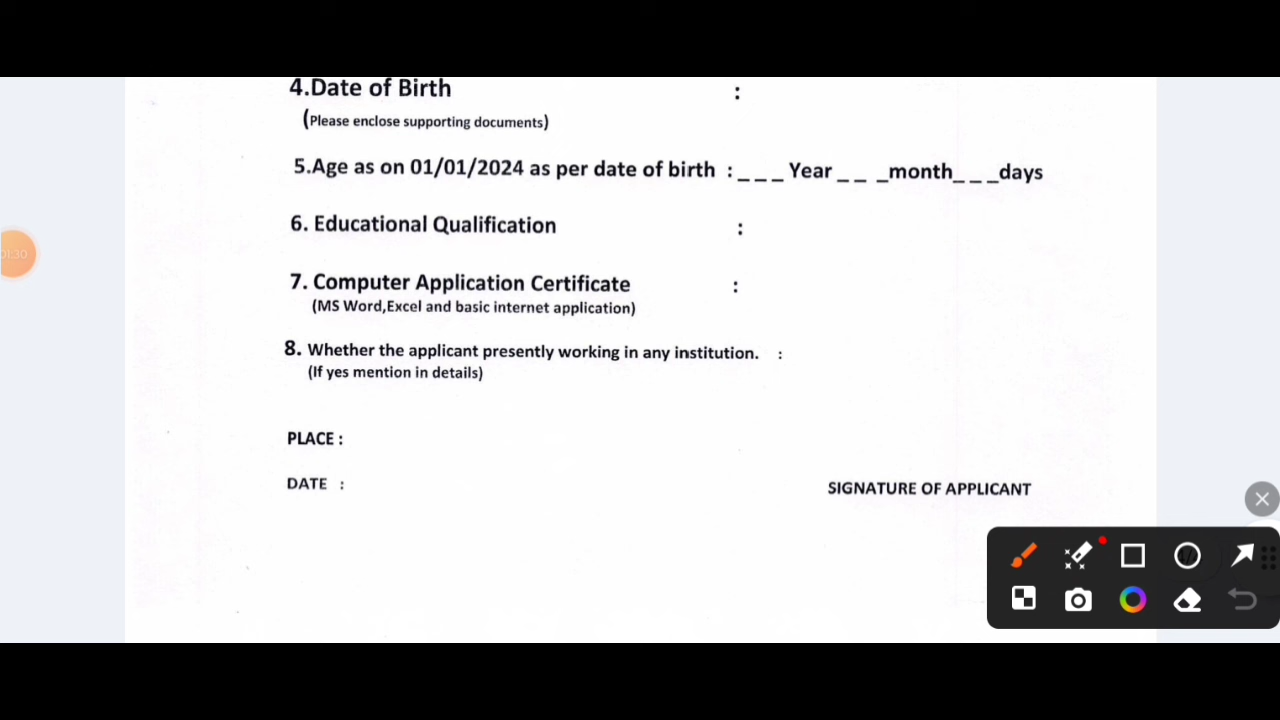 4.Date of Birth :
(Please enclose supporting documents)
5.Age as on 01/01/2024 as per date of birth :_ _ _ Year _ _ _month_ _ _days
6. Educational Qualification :
7. Computer Application Certificate :
(MS Word,Excel and basic internet application)
8. Whether the applicant presently working in any institution. :
(If yes mention in details)
PLACE :
DATE :
SIGNATURE OF APPLICANT
01:30